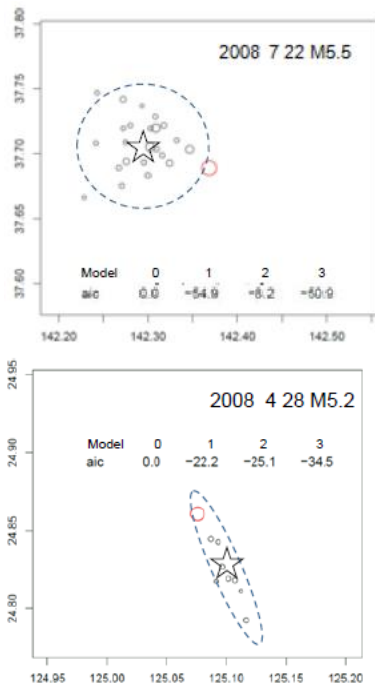 37.80
37.75
37.70
37.65
37.60
2008 7 22 M5.5
Model 0 1 2 3
aic 0.0 −54.9 −8.2 −50.9
142.20 142.30 142.40 142.50
24.95
24.90
24.85
24.80
2008 4 28 M5.2
Model 0 1 2 3
aic 0.0 −22.2 −25.1 −34.5
124.95 125.00 125.05 125.10 125.15 125.20